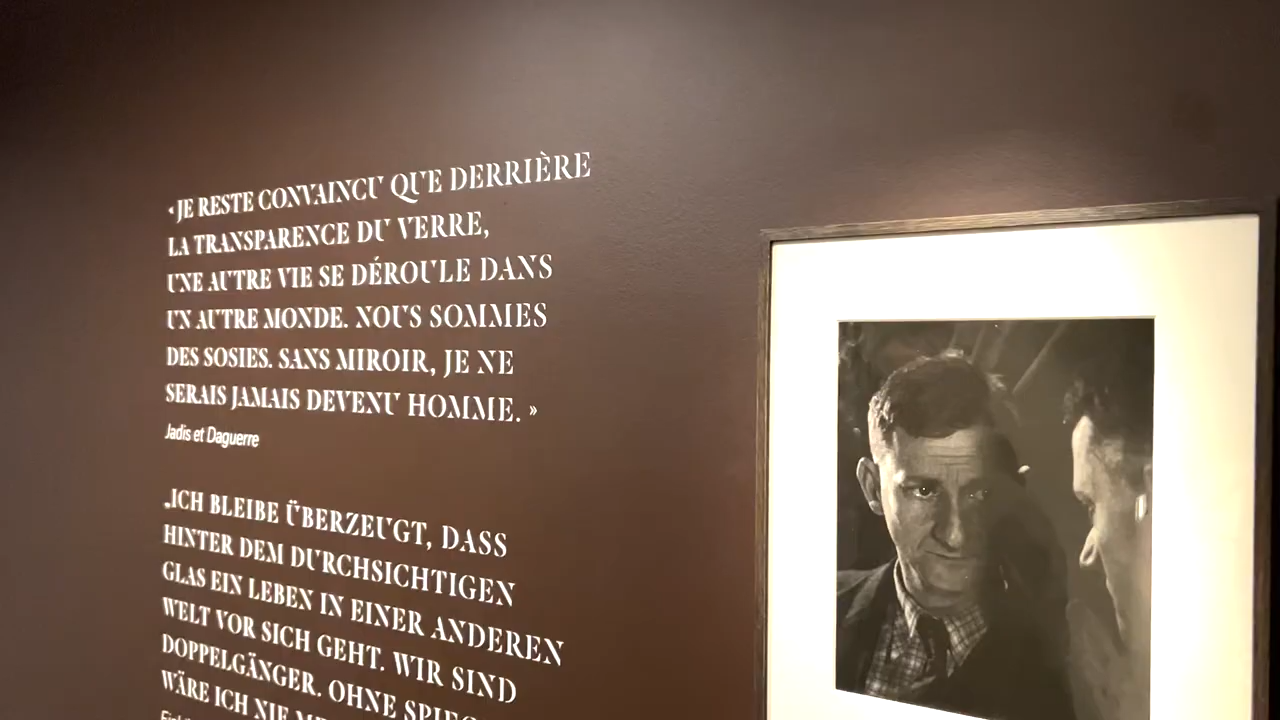 « JE RESTE CONVAINCU QUE DERRIÈRE
LA TRANSPARENCE DU VERRE,
UNE AUTRE VIE SE DÉROULE DANS
UN AUTRE MONDE. NOUS SOMMES
DES SOSIES. SANS MIROIR, JE NE
SERAIS JAMAIS DEVENU HOMME. »
Jadis et Daguerre
„ICH BLEIBE ÜBERZEUGT, DASS
HINTER DEM DURCHSICHTIGEN
GLAS EIN LEBEN IN EINER ANDEREN
WELT VOR SICH GEHT. WIR SIND
DOPPELGÄNGER. OHNE
WÄRE ICH NIE